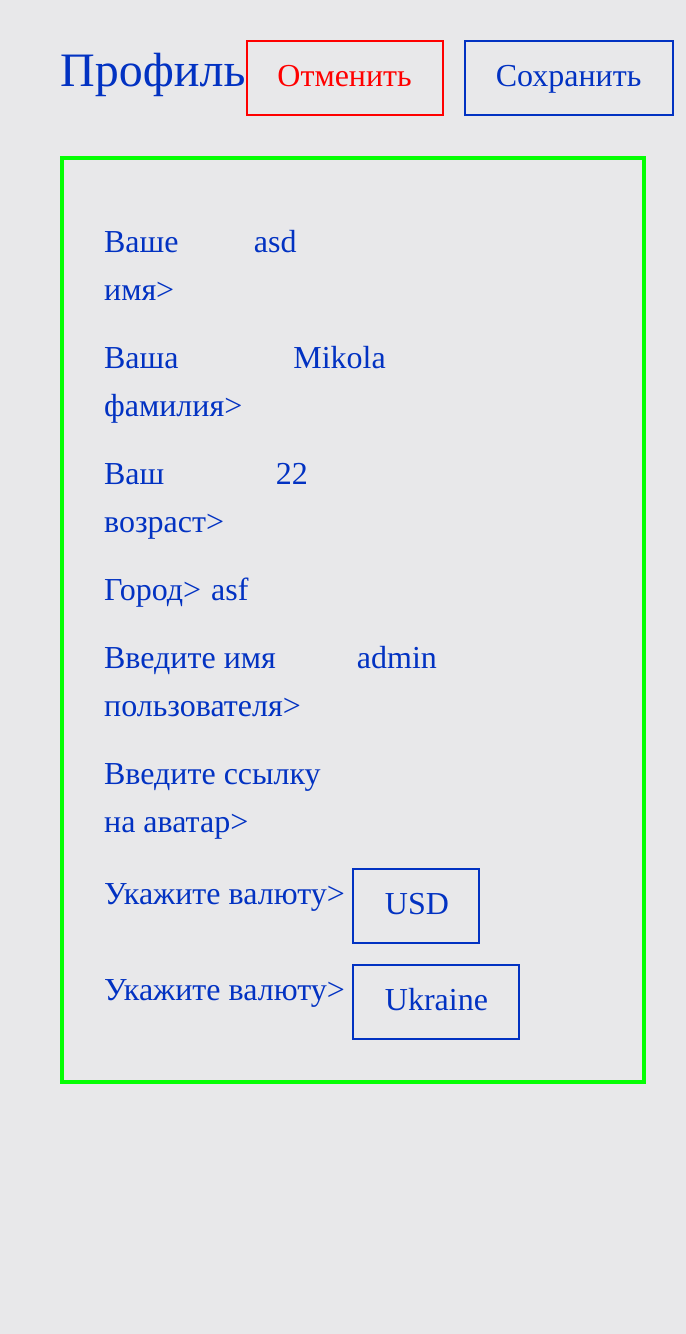 Профиль Отменить Сохранить
Ваше asd
имя>
Ваша Mikola
фамилия>
Ваш 22
возраст>
Город> asf
Введите имя admin
пользователя>
Введите ссылку
на аватар>
Укажите валюту> USD
Укажите валюту> Ukraine